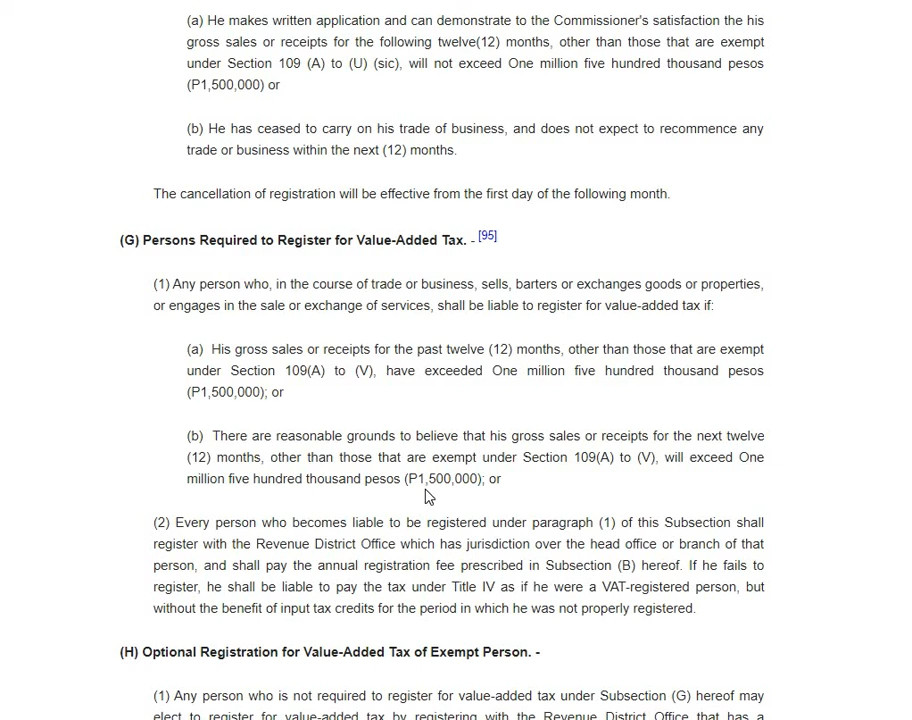 (a) He makes written application and can demonstrate to the Commissioner's satisfaction the his
gross sales or receipts for the following twelve(12) months, other than those that are exempt
under Section 109 (A) to (U) (sic), will not exceed One million five hundred thousand pesos
(P1,500,000) or
(b) He has ceased to carry on his trade of business, and does not expect to recommence any
trade or business within the next (12) months.
The cancellation of registration will be effective from the first day of the following month.
(G) Persons Required to Register for Value-Added Tax. - [95]
(1) Any person who, in the course of trade or business, sells, barters or exchanges goods or properties,
or engages in the sale or exchange of services, shall be liable to register for value-added tax if:
(a) His gross sales or receipts for the past twelve (12) months, other than those that are exempt
under Section 109(A) to (V), have exceeded One million five hundred thousand pesos
(P1,500,000); or
(b) There are reasonable grounds to believe that his gross sales or receipts for the next twelve
(12) months, other than those that are exempt under Section 109(A) to (V), will exceed One
million five hundred thousand pesos (P1,500,000); or
(2) Every person who becomes liable to be registered under paragraph (1) of this Subsection shall
register with the Revenue District Office which has jurisdiction over the head office or branch of that
person, and shall pay the annual registration fee prescribed in Subsection (B) hereof. If he fails to
register, he shall be liable to pay the tax under Title IV as if he were a VAT-registered person, but
without the benefit of input tax credits for the period in which he was not properly registered.
(H) Optional Registration for Value-Added Tax of Exempt Person. -
(1) Any person who is not required to register for value-added tax under Subsection (G) hereof may
elect to register for value-added tax by registering with the Revenue District Office that has a